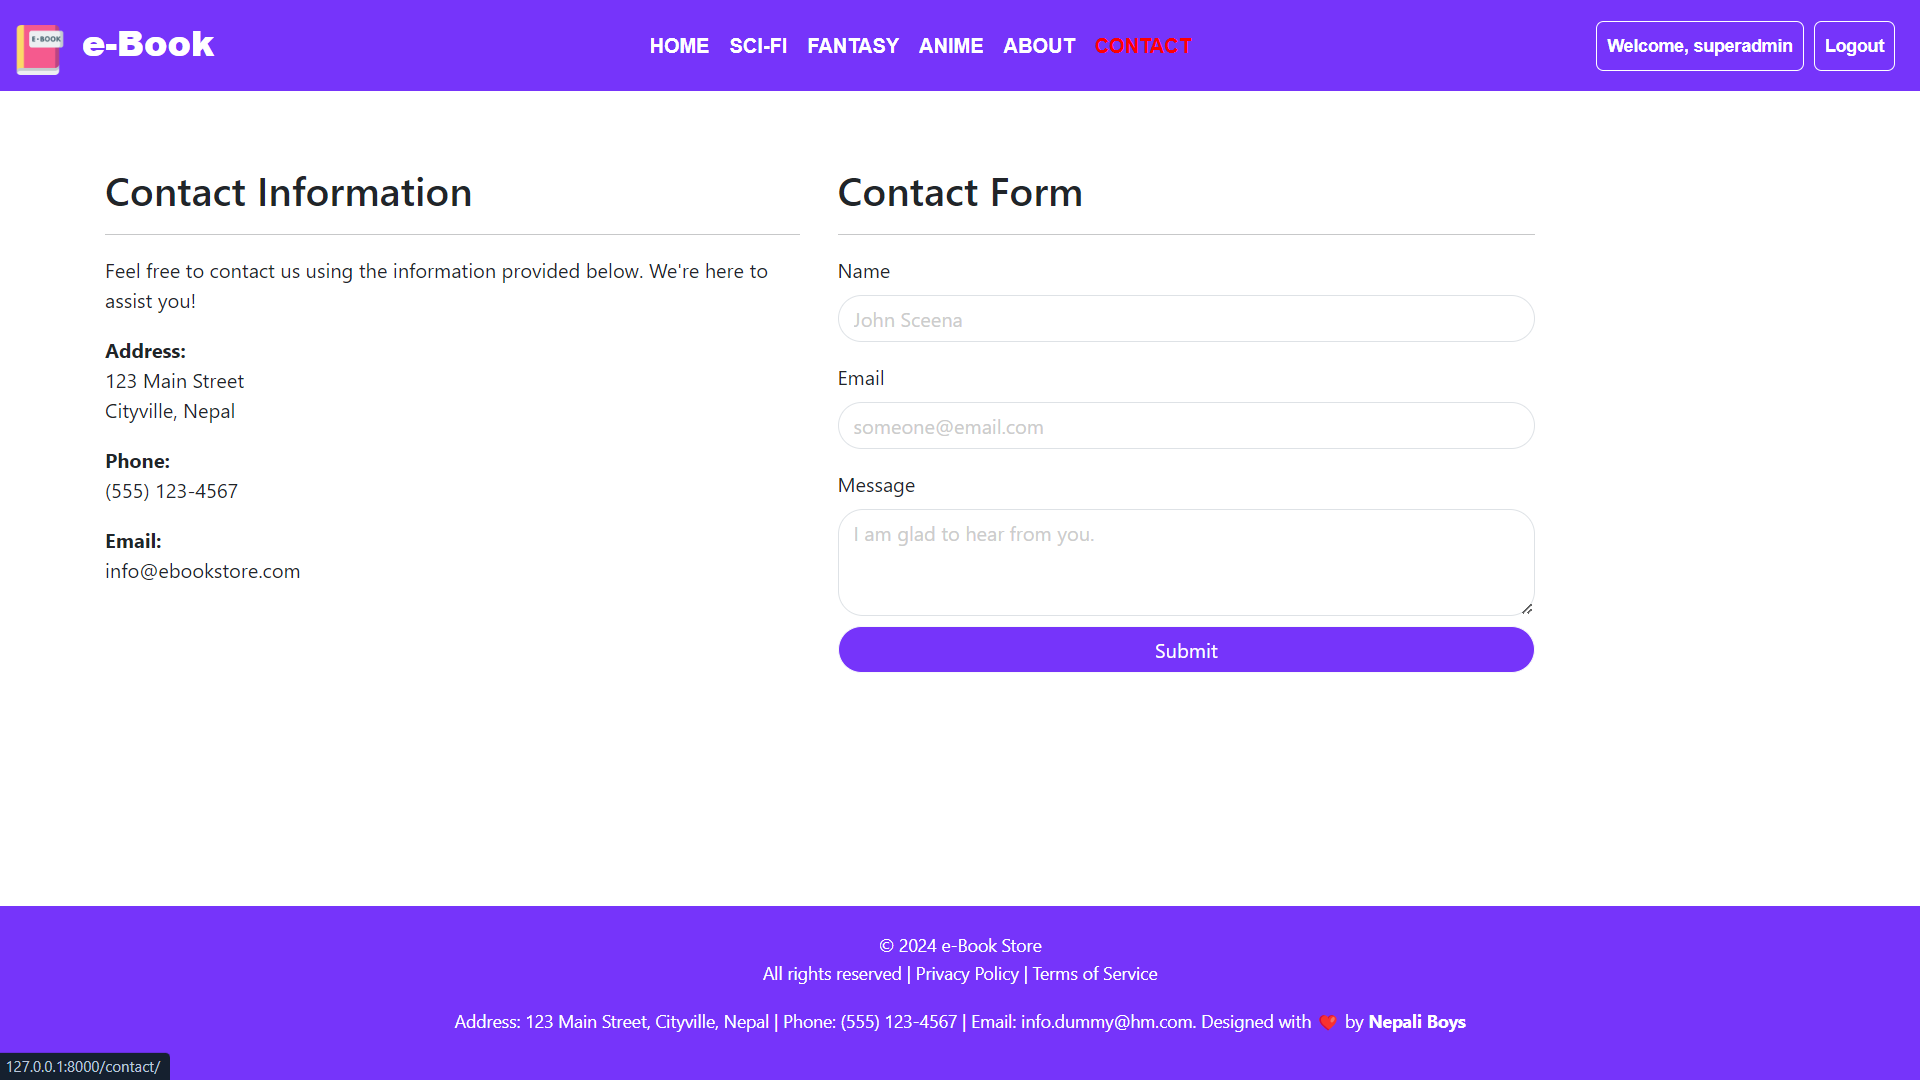 E-BOOK
e-Book
HOME SCI-FI FANTASY ANIME ABOUT CONTACT
Welcome, superadmin
Logout
Contact Information
Feel free to contact us using the information provided below. We're here to
assist you!
Address:
123 Main Street
Cityville, Nepal
Phone:
(555) 123-4567
Email:
info@ebookstore.com
Contact Form
Name
John Sceena
Email
someone@email.com
Message
I am glad to hear from you.
Submit
© 2024 e-Book Store
All rights reserved | Privacy Policy | Terms of Service
Address: 123 Main Street, Cityville, Nepal | Phone: (555) 123-4567 | Email: info.dummy@hm.com. Designed with ❤️ by Nepali Boys
127.0.0.1:8000/contact/